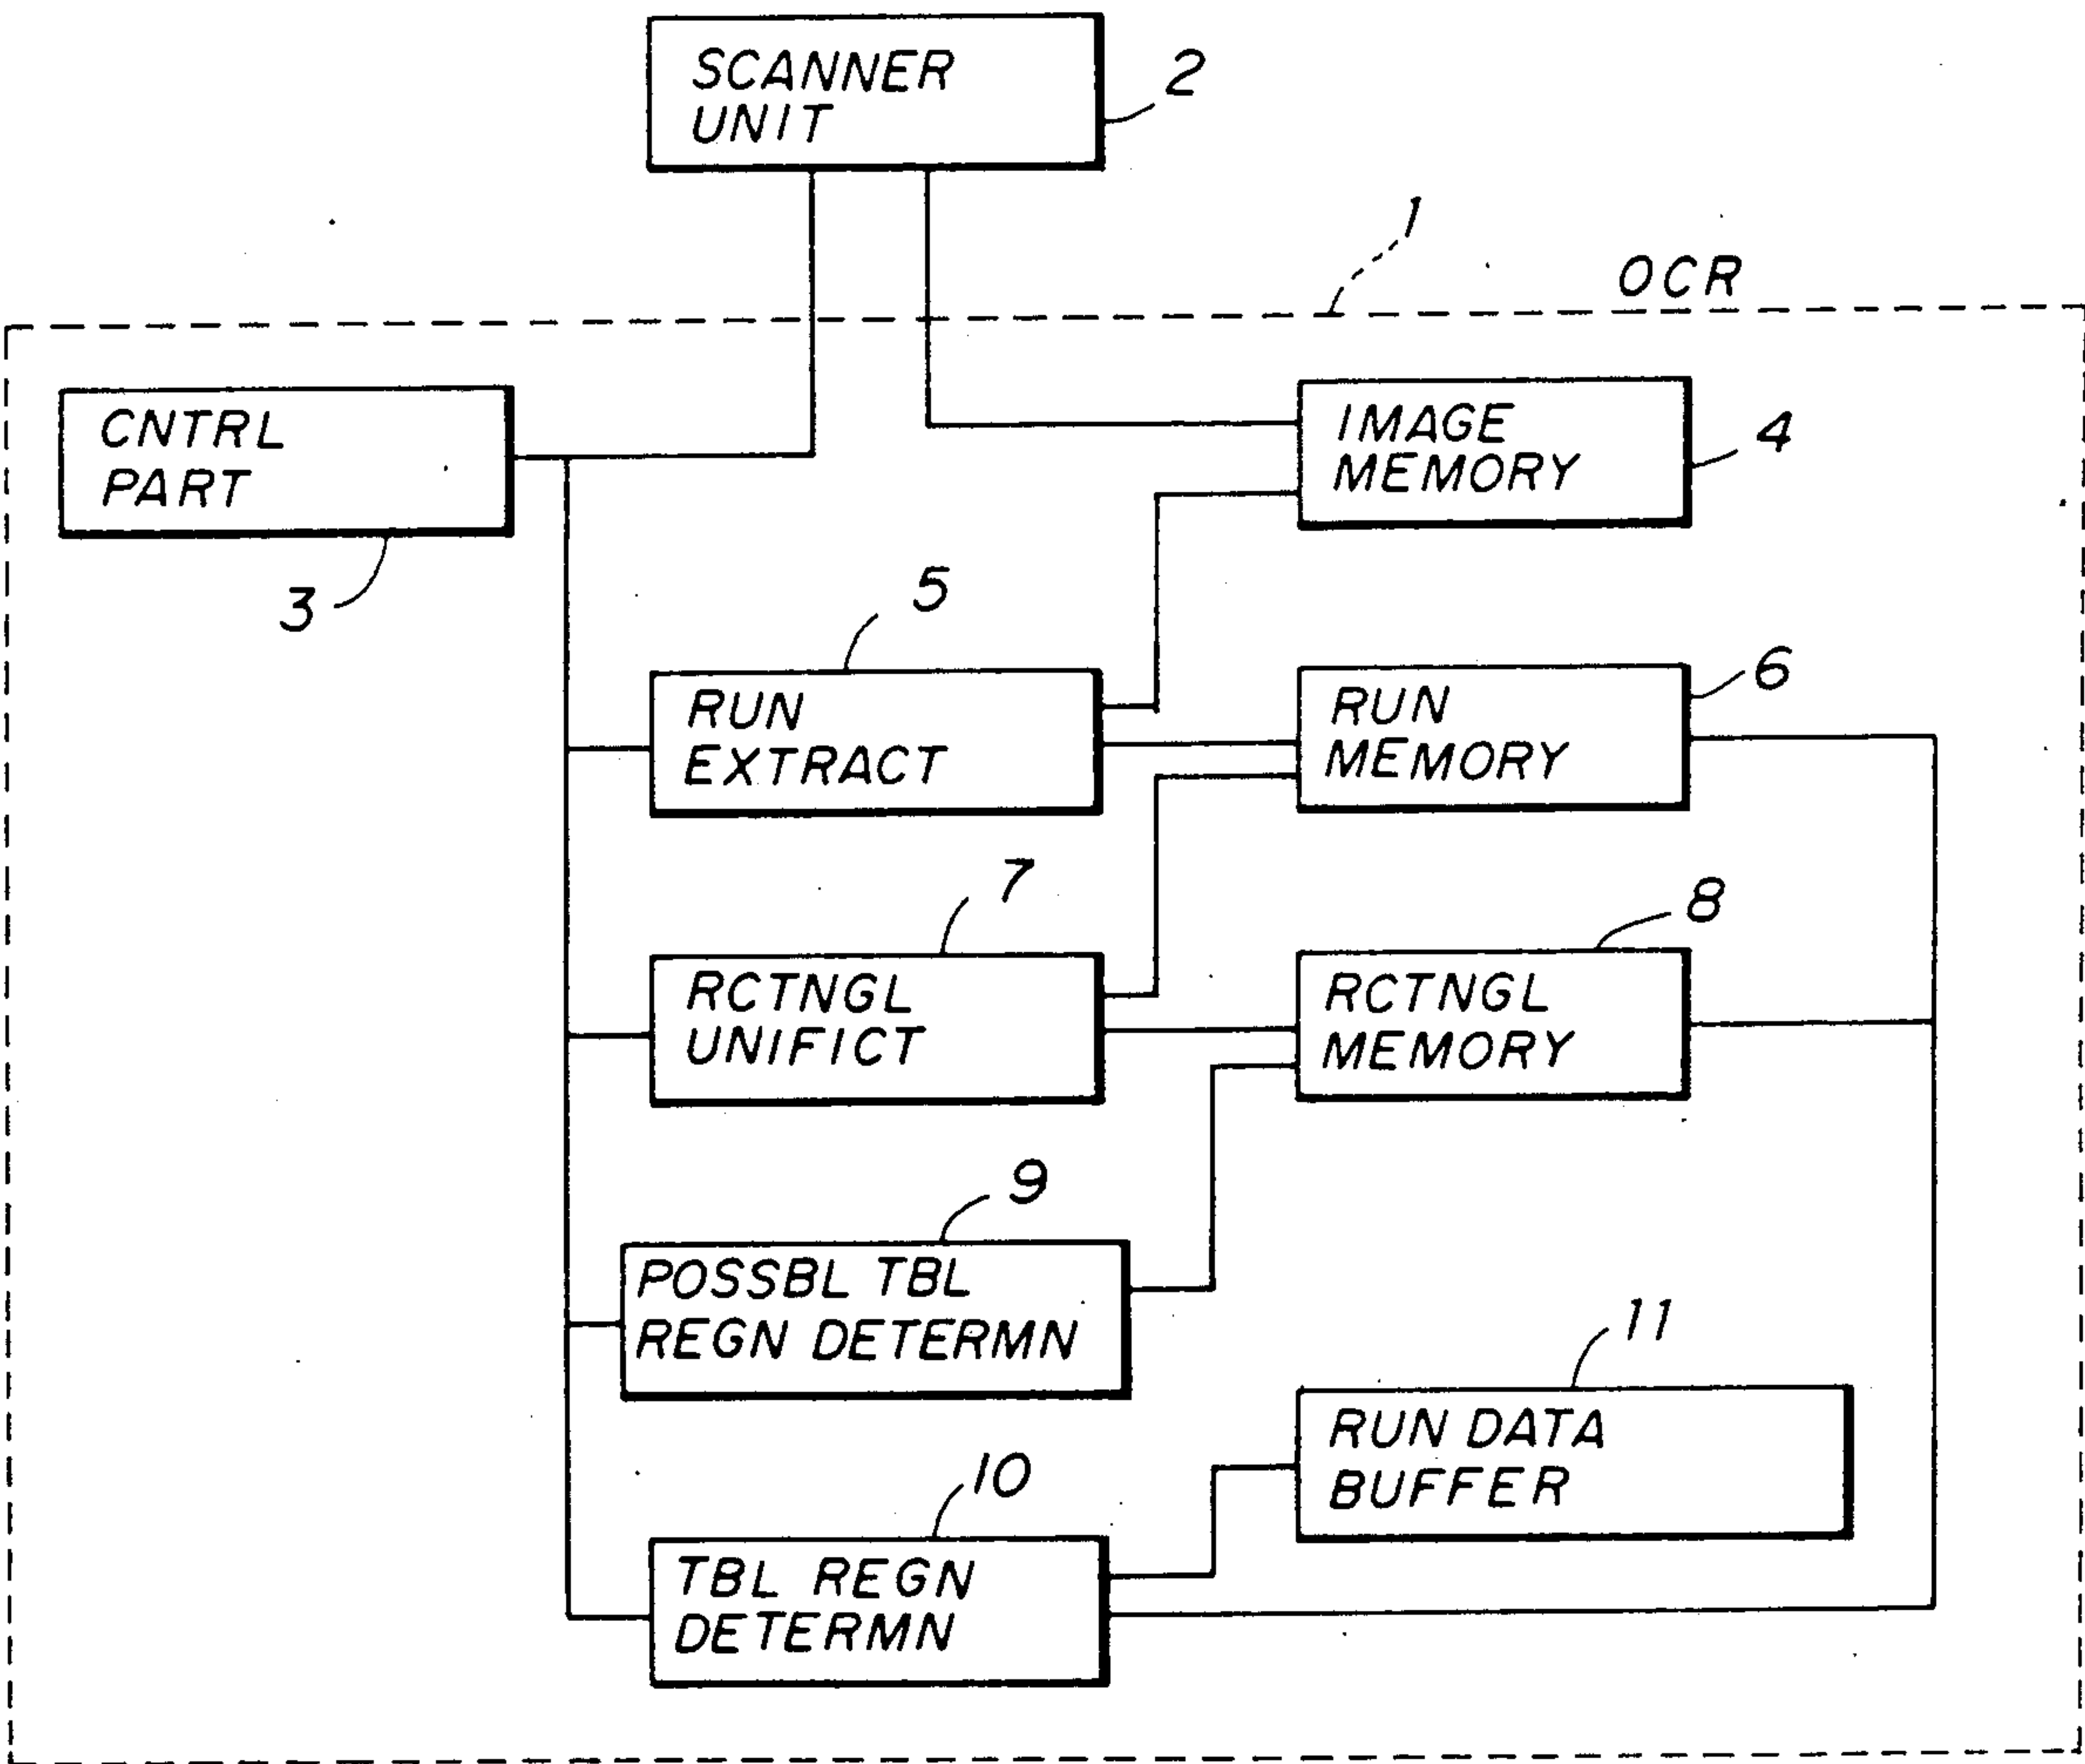 SCANNER
UNIT
2
1
OCR
CNTRL
PART
3
IMAGE
MEMORY
4
5
RUN
EXTRACT
RUN
MEMORY
6
7
RCTNGL
UNIFICT
8
RCTNGL
MEMORY
9
POSSBL TBL
REGN DETERMN
11
RUN DATA
BUFFER
10
TBL REGN
DETERMN